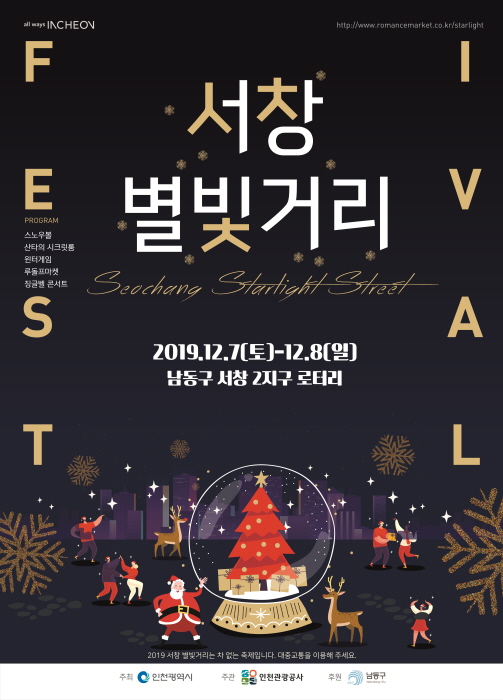 all ways INCHEON
http://www.romancemarket.co.kr/starlight
FESTIVAL
서창
별빛거리
Seochang Starlight Street
PROGRAM
스노우볼
산타의 시크릿룸
윈터게임
루돌프마켓
징글벨 콘서트
2019.12.7(토)-12.8(일)
남동구 서창 2지구 로터리
2019 서창 별빛거리는 차 없는 축제입니다. 대중교통을 이용해 주세요.
주최 인천광역시 주관 인천관광공사 후원 남동구